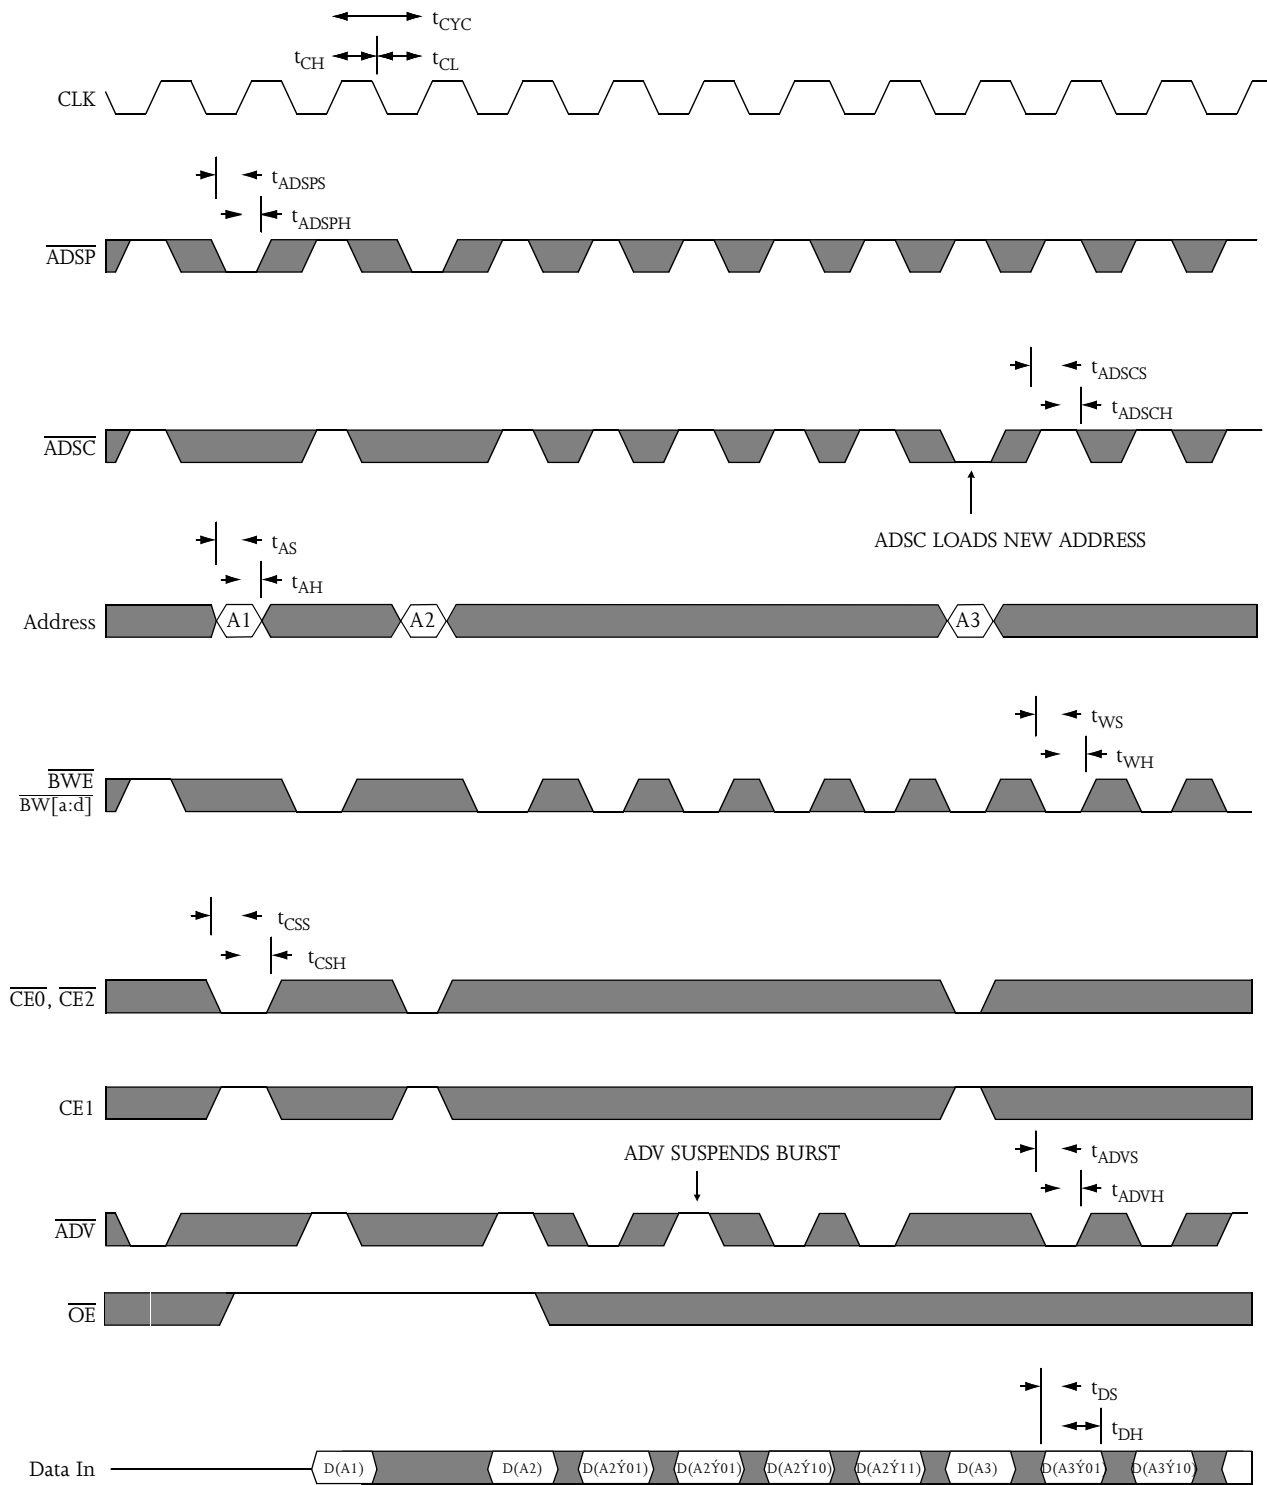 tCYC
tCH
tCL
CLK
tADSPS
tADSPH
ADSP
tADSCS
tADSCH
ADSC
ADSC LOADS NEW ADDRESS
tAS
tAH
Address
A1
A2
A3
tWS
tWH
BWE
BW[a:d]
tCSS
tCSH
CE0, CE2
CE1
ADV SUSPENDS BURST
tADVS
tADVH
ADV
OE
tDS
tDH
Data In
D(A1)
D(A2)
D(A2Ý01)
D(A2Ý01)
D(A2Ý10)
D(A2Ý11)
D(A3)
D(A3Ý01)
D(A3Ý10)